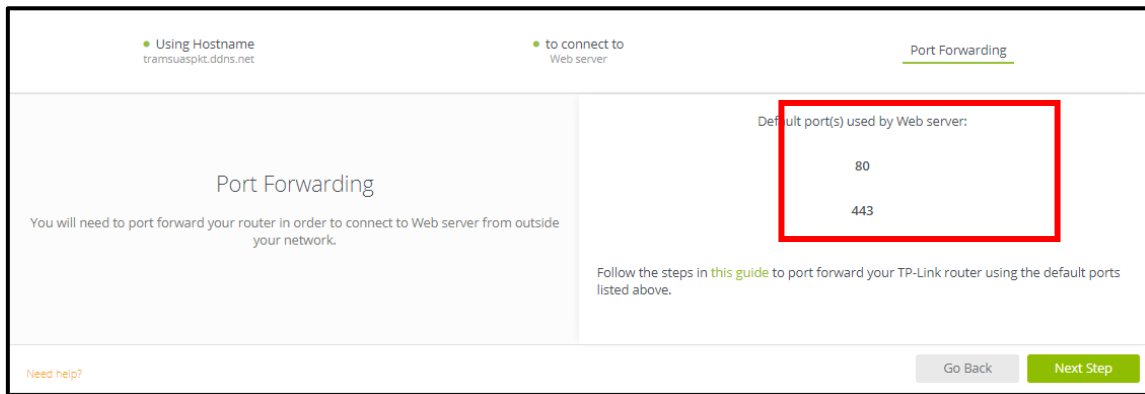 Using Hostname
tramsuaspkt.ddns.net
to connect to
Web server
Port Forwarding
Port Forwarding
You will need to port forward your router in order to connect to Web server from outside
your network.
Default port(s) used by Web server:
80
443
Follow the steps in this guide to port forward your TP-Link router using the default ports
listed above.
Need help?
Go Back
Next Step